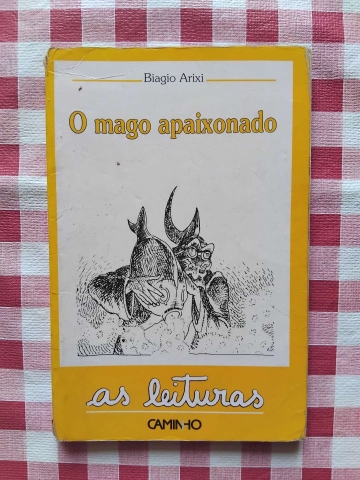 Biagio Arixi
O mago apaixonado
as leituras
CAMINHO